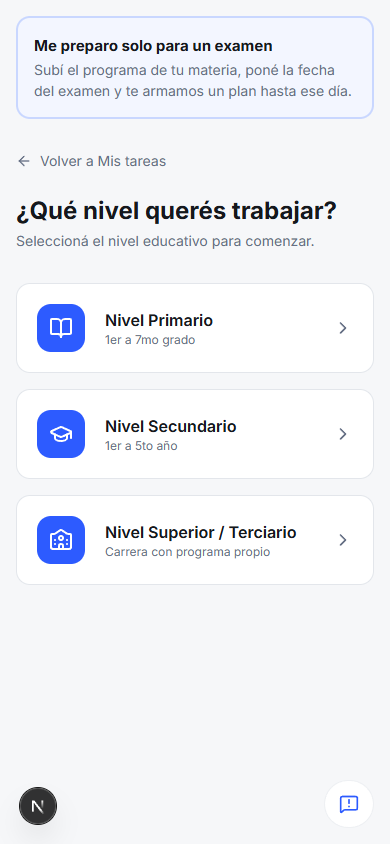 Me preparo solo para un examen
Subí el programa de tu materia, poné la fecha
del examen y te armamos un plan hasta ese día.
Volver a Mis tareas
¿Qué nivel querés trabajar?
Seleccioná el nivel educativo para comenzar.
Nivel Primario
1er a 7mo grado
Nivel Secundario
1er a 5to año
Nivel Superior / Terciario
Carrera con programa propio
N